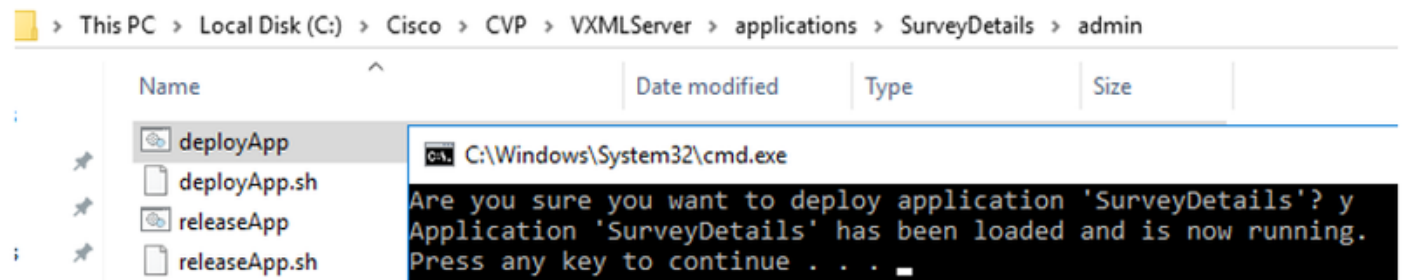 > This PC > Local Disk (C:) > Cisco > CVP > VXMLServer > applications > SurveyDetails > admin
Name Date modified Type Size
deployApp
deployApp.sh
releaseApp
releaseApp.sh
C:\Windows\System32\cmd.exe
Are you sure you want to deploy application 'SurveyDetails'? y
Application 'SurveyDetails' has been loaded and is now running.
Press any key to continue . . .